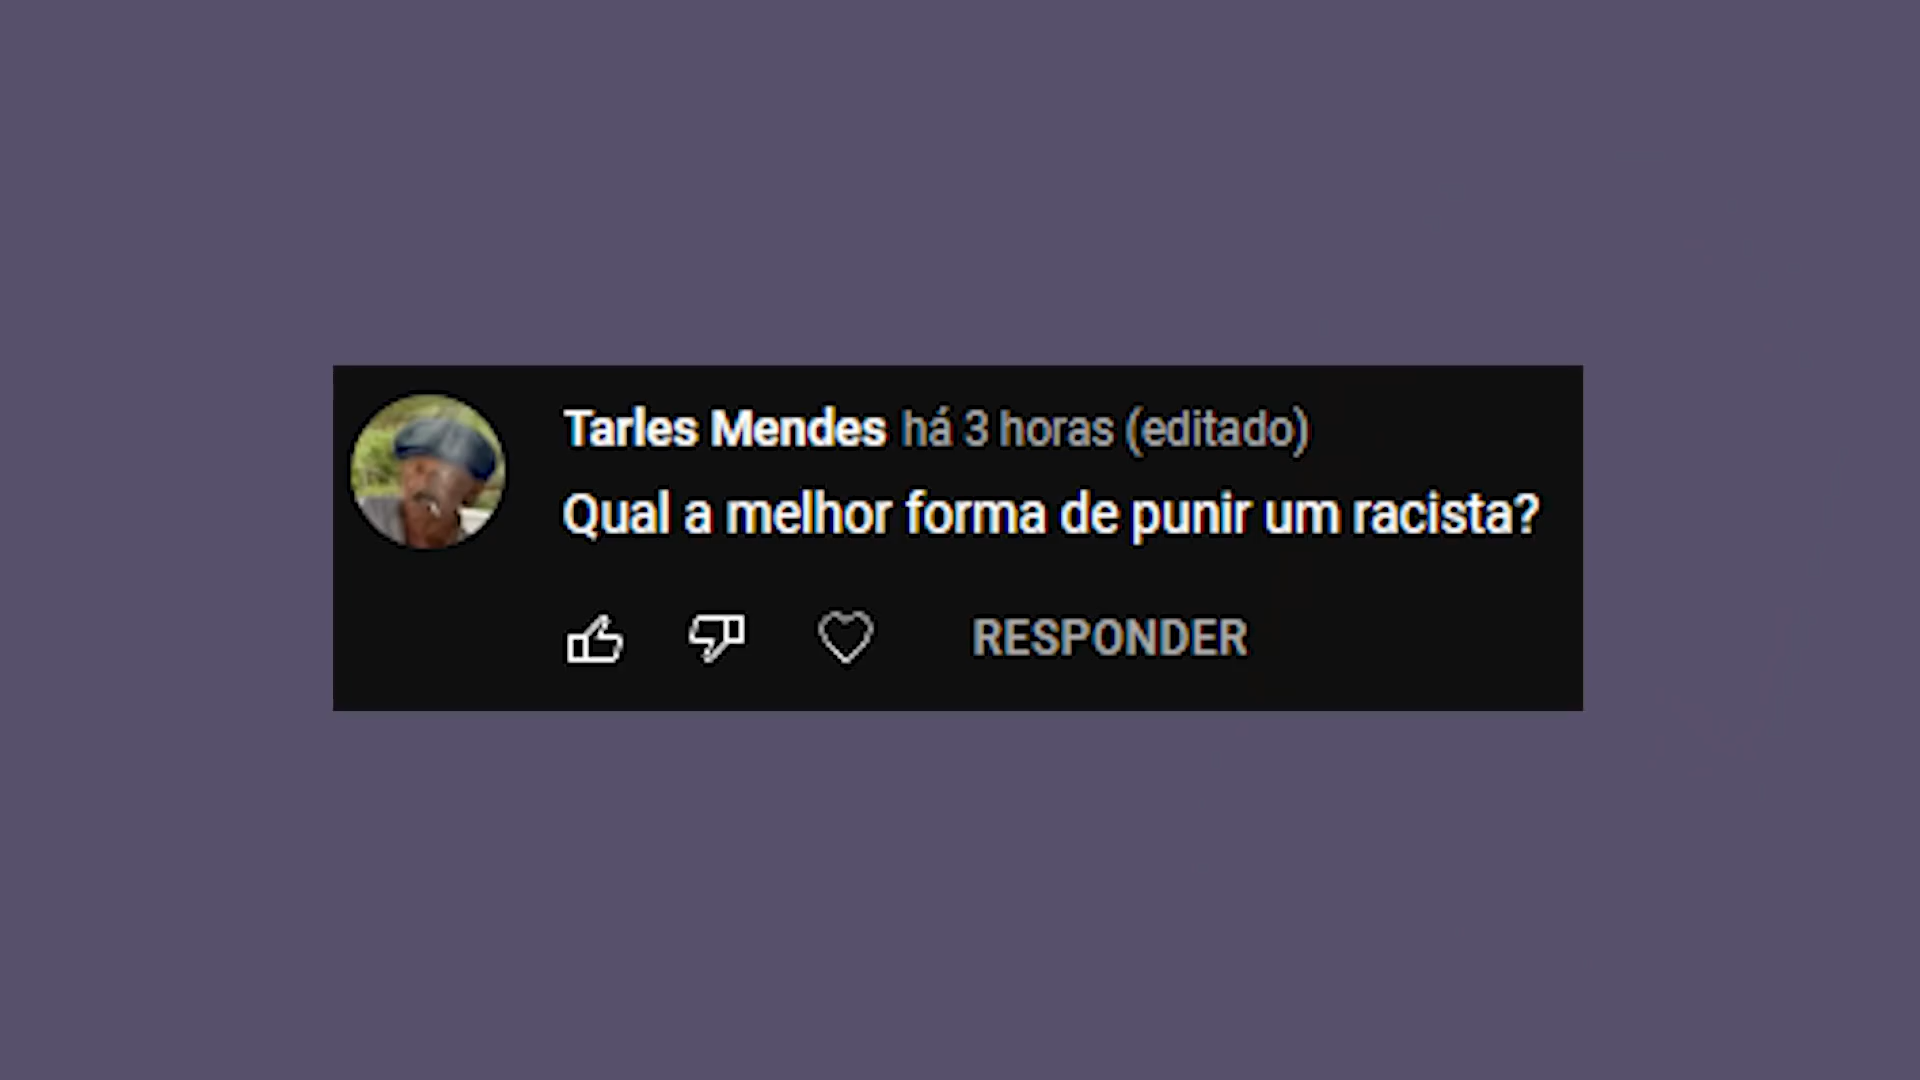 Tarles Mendes há 3 horas (editado)
Qual a melhor forma de punir um racista?
RESPONDER